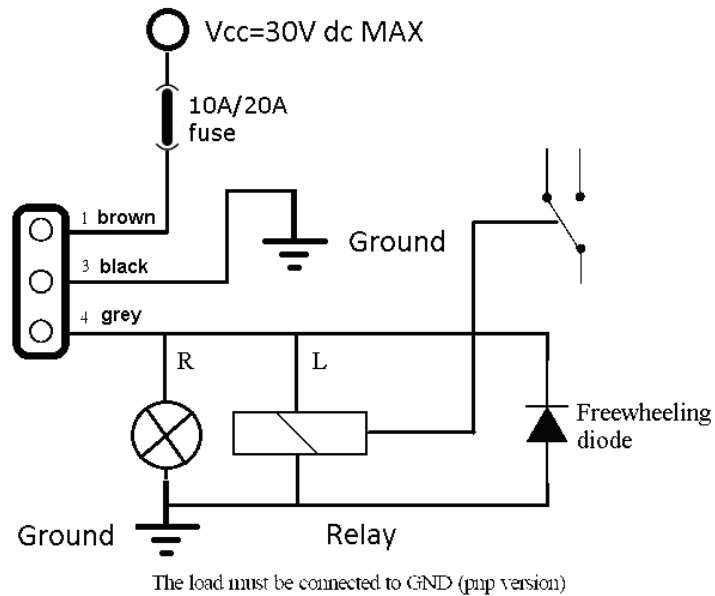 Vcc=30V dc MAX
10A/20A
fuse
1 brown
3 black
Ground
4 grey
R
L
Freewheeling
diode
Ground
Relay
The load must be connected to GND (pnp version)